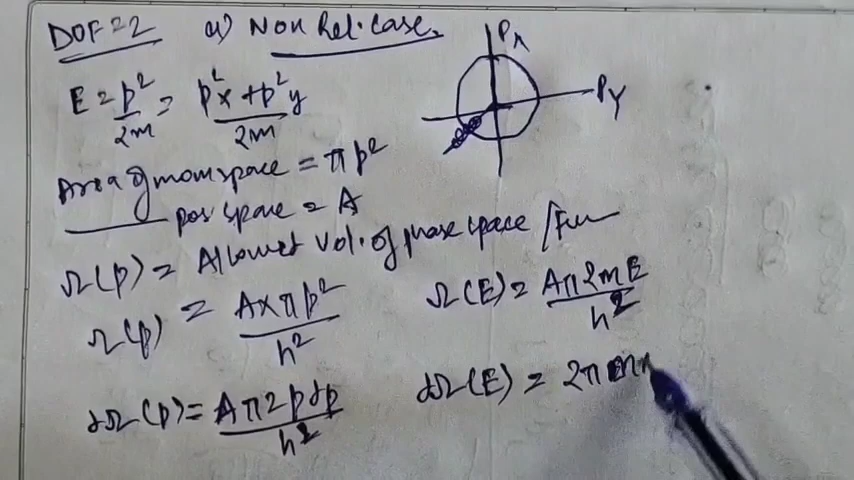 DOF=2 a) Non Rel. case.
Px
Py
E = p²/2m = p²x + p²y/2m
Area of mom space = πp²
pos space = A
Ω(p) = Allowed Vol. of phase space /
Ω(p) = A×πp²/h²
Ω(E) = Aπ2mE/h²
dΩ(p) = Aπ2pdp/h²
dΩ(E) = 2πm